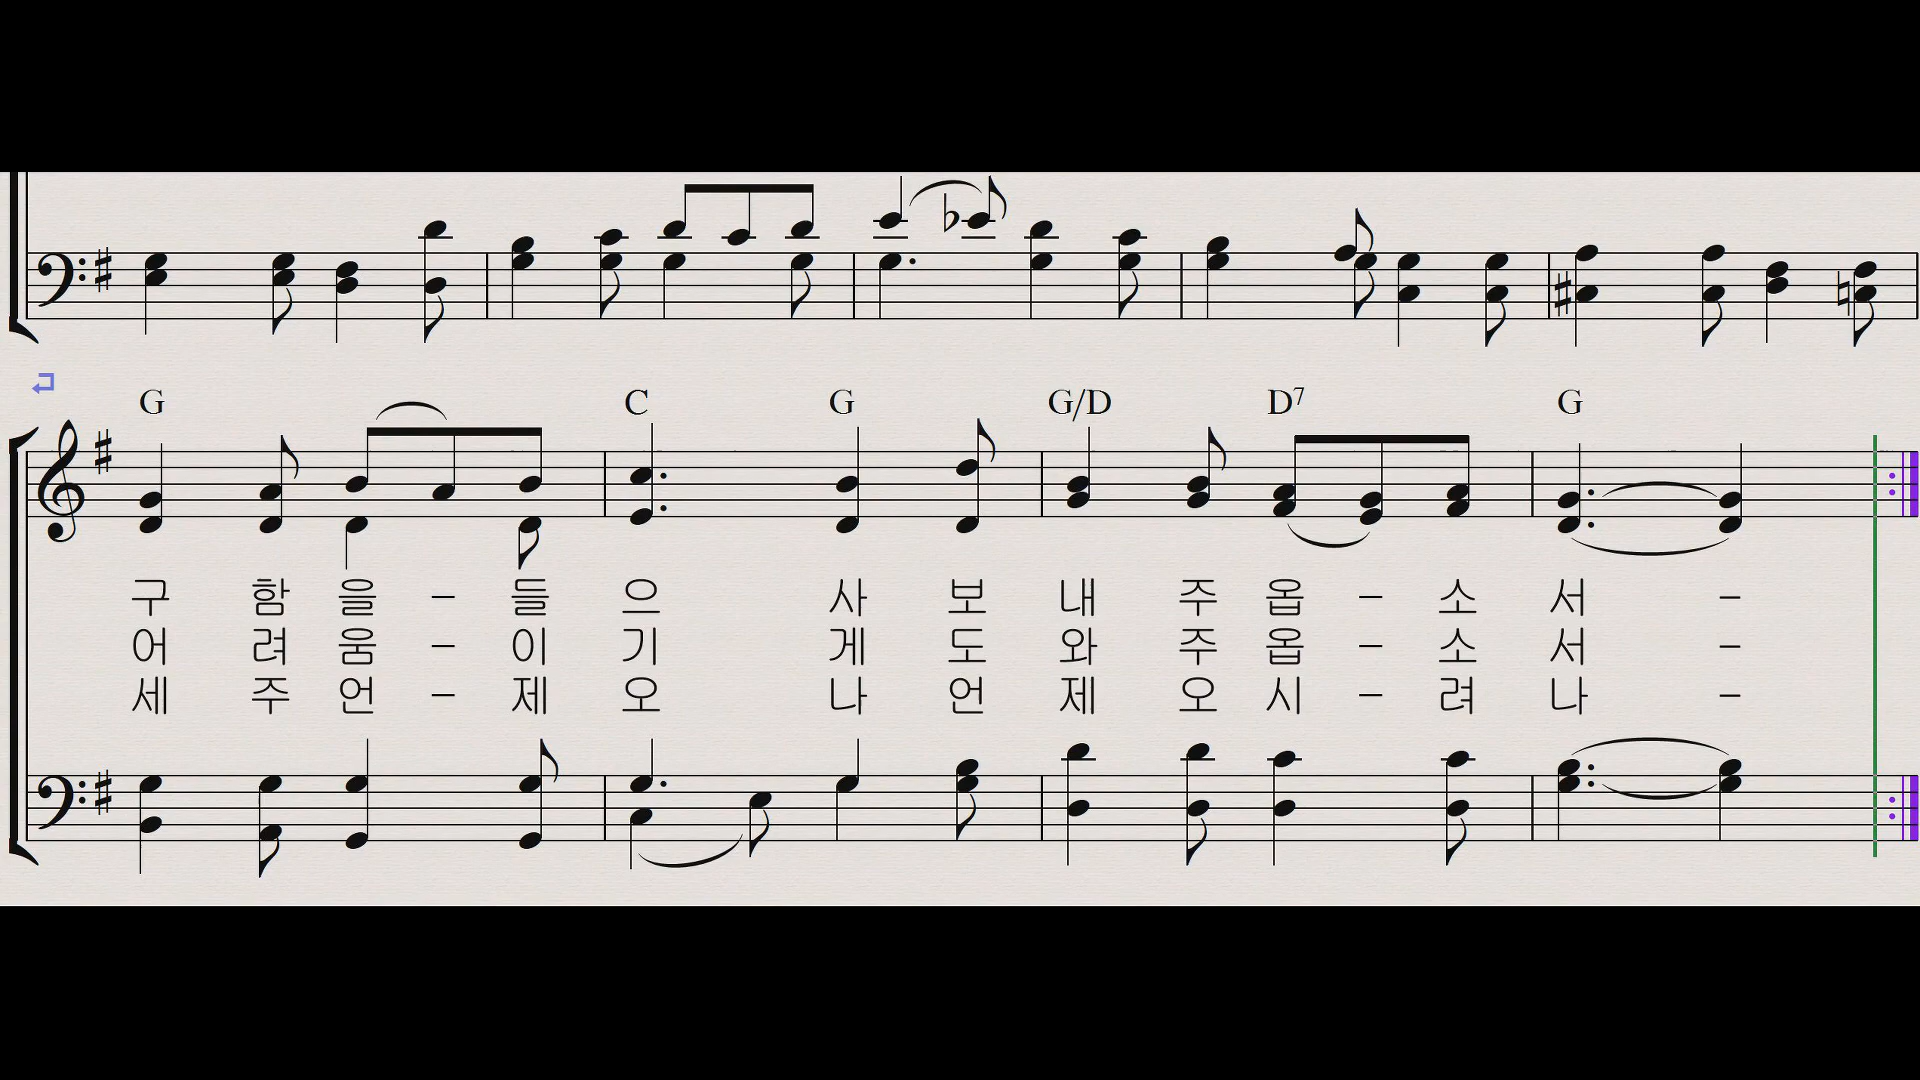 G C G G/D D7 G
구 함 을 - 들 으 사 보 내 주 옵 - 소 서 -
어 려 움 - 이 기 게 도 와 주 옵 - 소 서 -
세 주 언 - 제 오 나 언 제 오 시 - 려 나 -